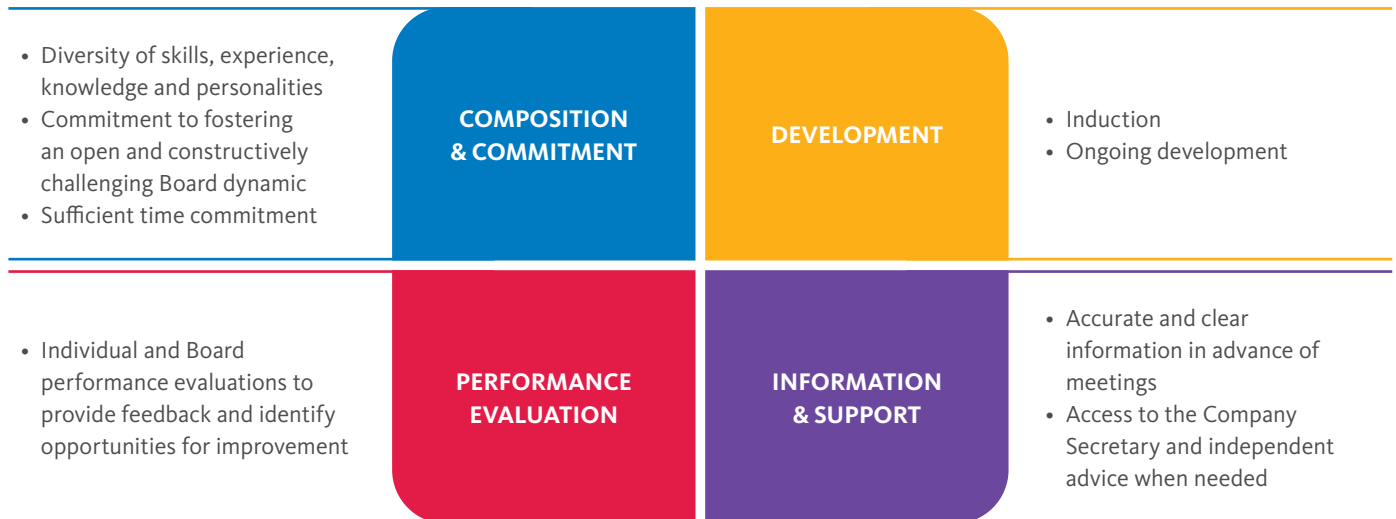 • Diversity of skills, experience,
knowledge and personalities
• Commitment to fostering
an open and constructively
challenging Board dynamic
• Sufficient time commitment
COMPOSITION
& COMMITMENT
DEVELOPMENT
• Induction
• Ongoing development
• Individual and Board
performance evaluations to
provide feedback and identify
opportunities for improvement
PERFORMANCE
EVALUATION
INFORMATION
& SUPPORT
• Accurate and clear
information in advance of
meetings
• Access to the Company
Secretary and independent
advice when needed